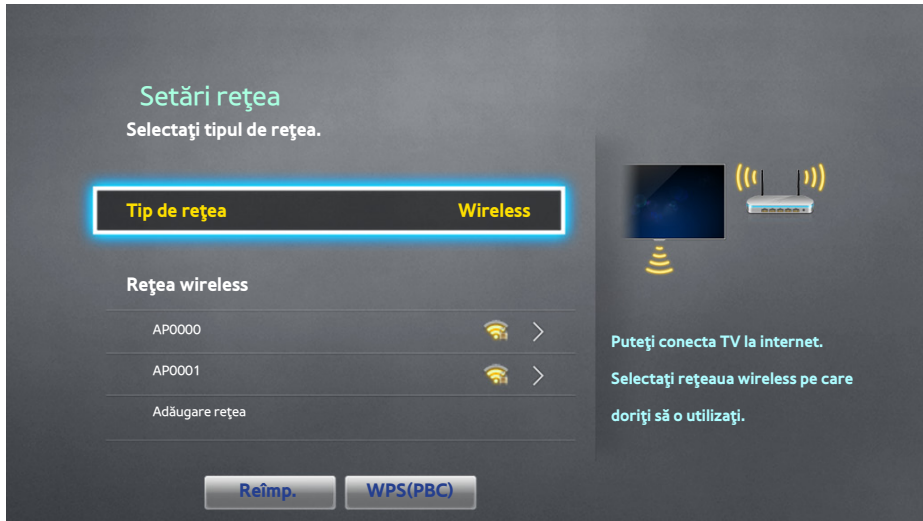 Setări reţea
Selectaţi tipul de reţea.
Tip de reţea Wireless
Reţea wireless
AP0000
AP0001
Adăugare reţea
Puteţi conecta TV la internet.
Selectaţi reţeaua wireless pe care
doriţi să o utilizaţi.
Reîmp. WPS(PBC)